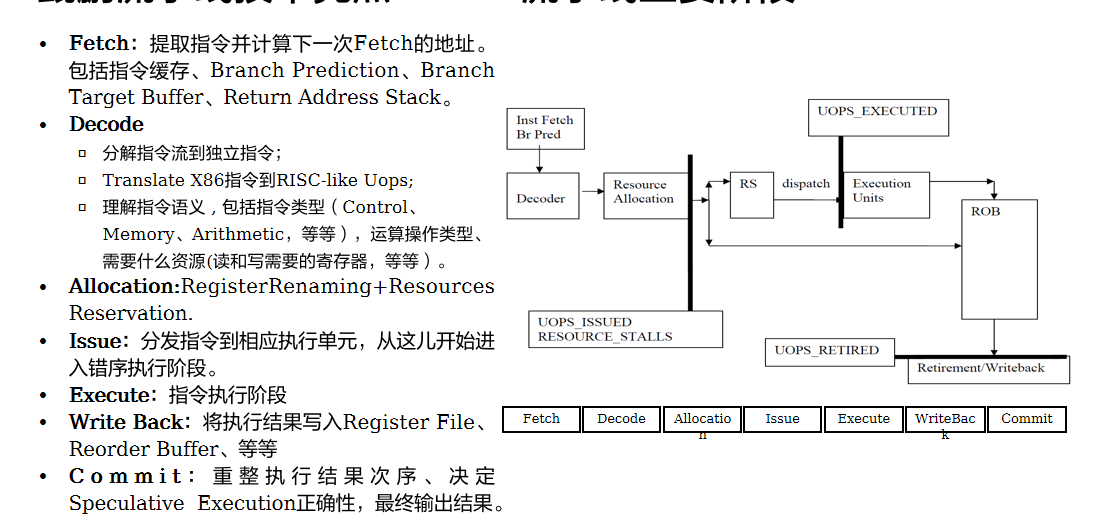 • Fetch：提取指令并计算下一次Fetch的地址。
包括指令缓存、Branch Prediction、Branch
Target Buffer、Return Address Stack。
• Decode
▫ 分解指令流到独立指令；
▫ Translate X86指令到RISC-like Uops;
▫ 理解指令语义，包括指令类型（Control、
Memory、Arithmetic，等等），运算操作类型、
需要什么资源(读和写需要的寄存器，等等）。
• Allocation:RegisterRenaming+Resources
Reservation.
• Issue：分发指令到相应执行单元，从这儿开始进
入错序执行阶段。
• Execute：指令执行阶段
• Write Back：将执行结果写入Register File、
Reorder Buffer、等等
• Commit：重整执行结果次序、决定
Speculative Execution正确性，最终输出结果。
UOPS_EXECUTED
Inst Fetch
Br Pred
Decoder
Resource
Allocation
RS
dispatch
Execution
Units
ROB
UOPS_ISSUED
RESOURCE_STALLS
UOPS_RETIRED
Retirement/Writeback
Fetch
Decode
Allocatio
n
Issue
Execute
WriteBac
k
Commit